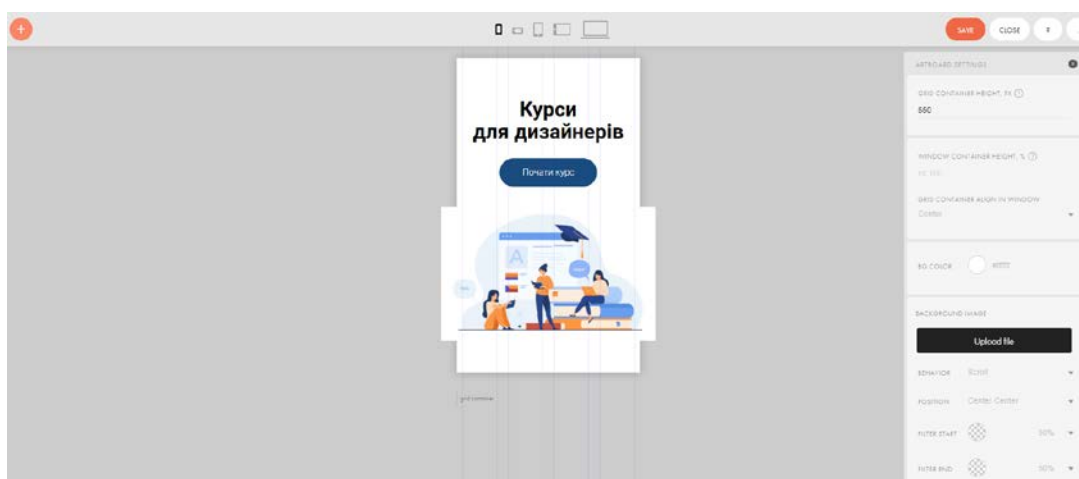 SAVE
CLOSE
ARTBOARD SETTINGS
GRID CONTAINER HEIGHT, PX
550
WINDOW CONTAINER HEIGHT, %
GRID CONTAINER ALIGN IN WINDOW
Center
BG COLOR
BACKGROUND IMAGE
Upload file
BEHAVIOR Scroll
POSITION Center Center
FILTER START 50%
FILTER END 50%
Курси
для дизайнерів
Почати курс
A